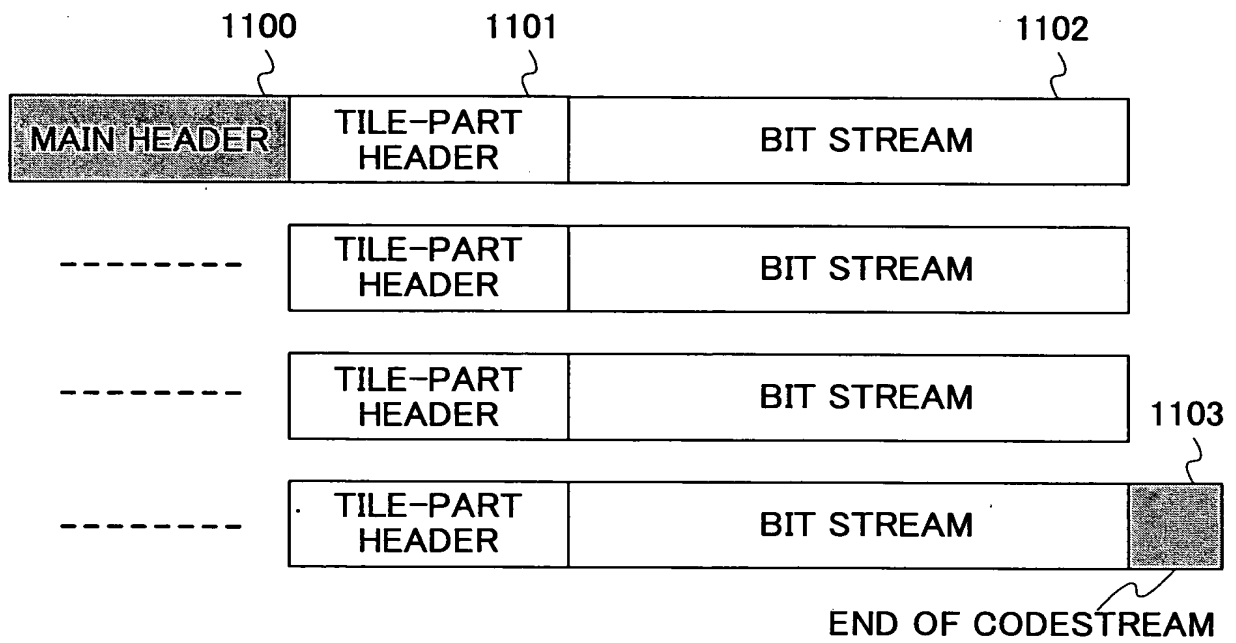 1100
1101
1102
MAIN HEADER
TILE-PART
HEADER
BIT STREAM
TILE-PART
HEADER
BIT STREAM
TILE-PART
HEADER
BIT STREAM
1103
TILE-PART
HEADER
BIT STREAM
END OF CODESTREAM